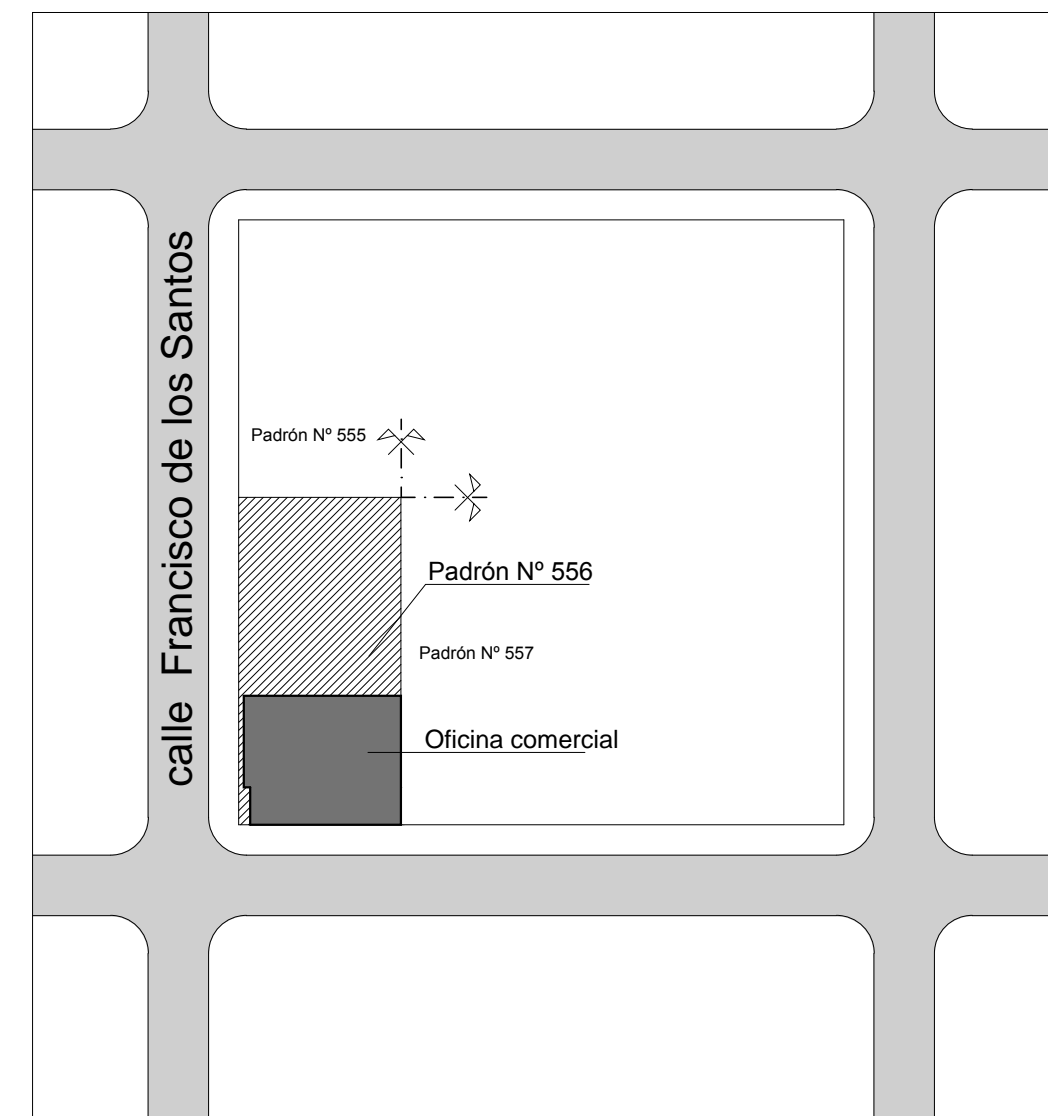 calle Francisco de los Santos
Padrón Nº 555
Padrón Nº 556
Padrón Nº 557
Oficina comercial